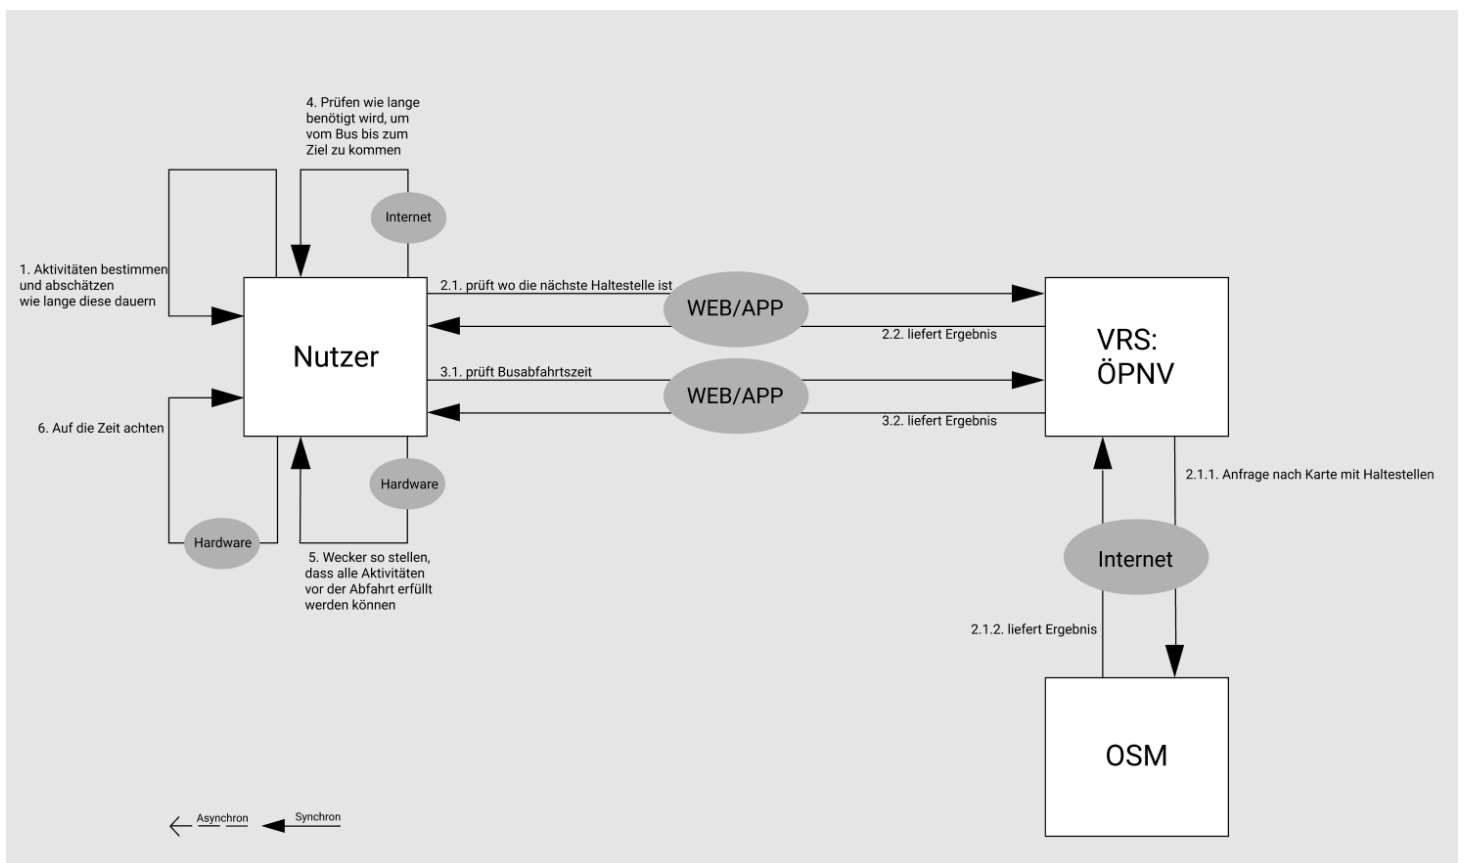 4. Prüfen wie lange
benötigt wird, um
vom Bus bis zum
Ziel zu kommen
Internet
1. Aktivitäten bestimmen
und abschätzen
wie lange diese dauern
2.1. prüft wo die nächste Haltestelle ist
WEB/APP
2.2. liefert Ergebnis
Nutzer
VRS:
ÖPNV
3.1. prüft Busabfahrtszeit
WEB/APP
3.2. liefert Ergebnis
6. Auf die Zeit achten
Hardware
Hardware
5. Wecker so stellen,
dass alle Aktivitäten
vor der Abfahrt erfüllt
werden können
2.1.1. Anfrage nach Karte mit Haltestellen
Internet
2.1.2. liefert Ergebnis
OSM
Asynchron
Synchron